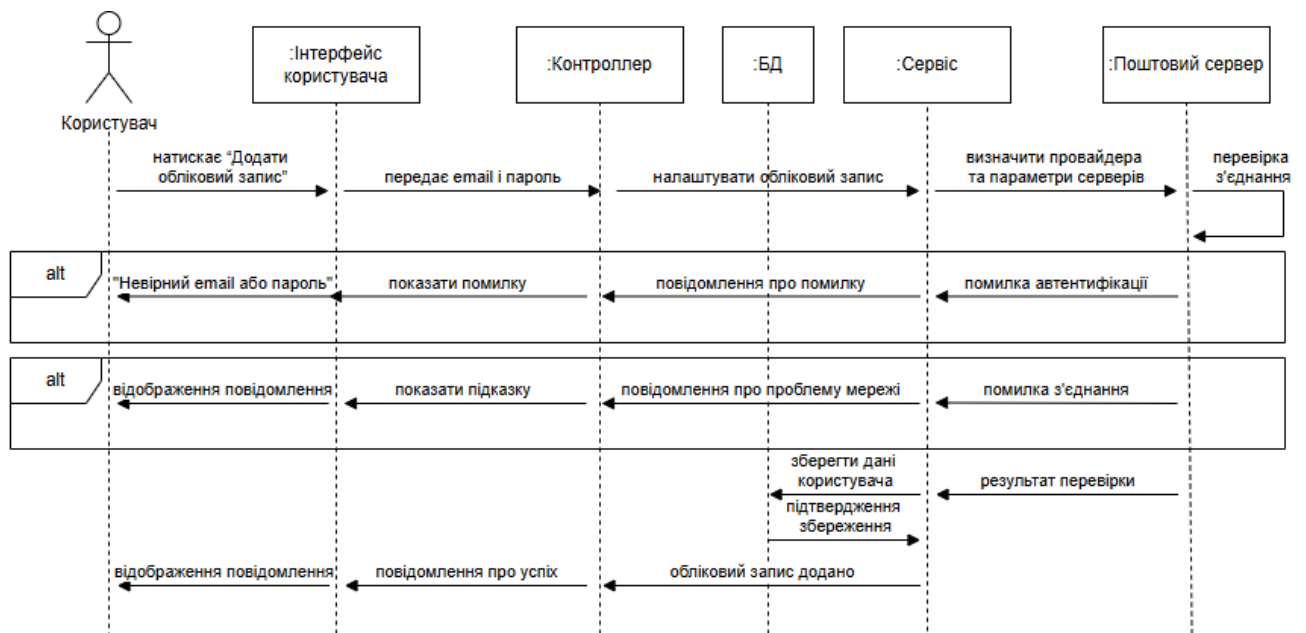 :Інтерфейс
користувача
:Контроллер
:БД
:Сервіс
:Поштовий сервер
Користувач
натискає “Додати
обліковий запис”
передає email і пароль
налаштувати обліковий запис
визначити провайдера
та параметри серверів
перевірка
з'єднання
alt
"Невірний email або пароль"
показати помилку
повідомлення про помилку
помилка автентифікації
alt
відображення повідомлення
показати підказку
повідомлення про проблему мережі
помилка з'єднання
зберегти дані
користувача
результат перевірки
підтвердження
збереження
відображення повідомлення
повідомлення про успіх
обліковий запис додано